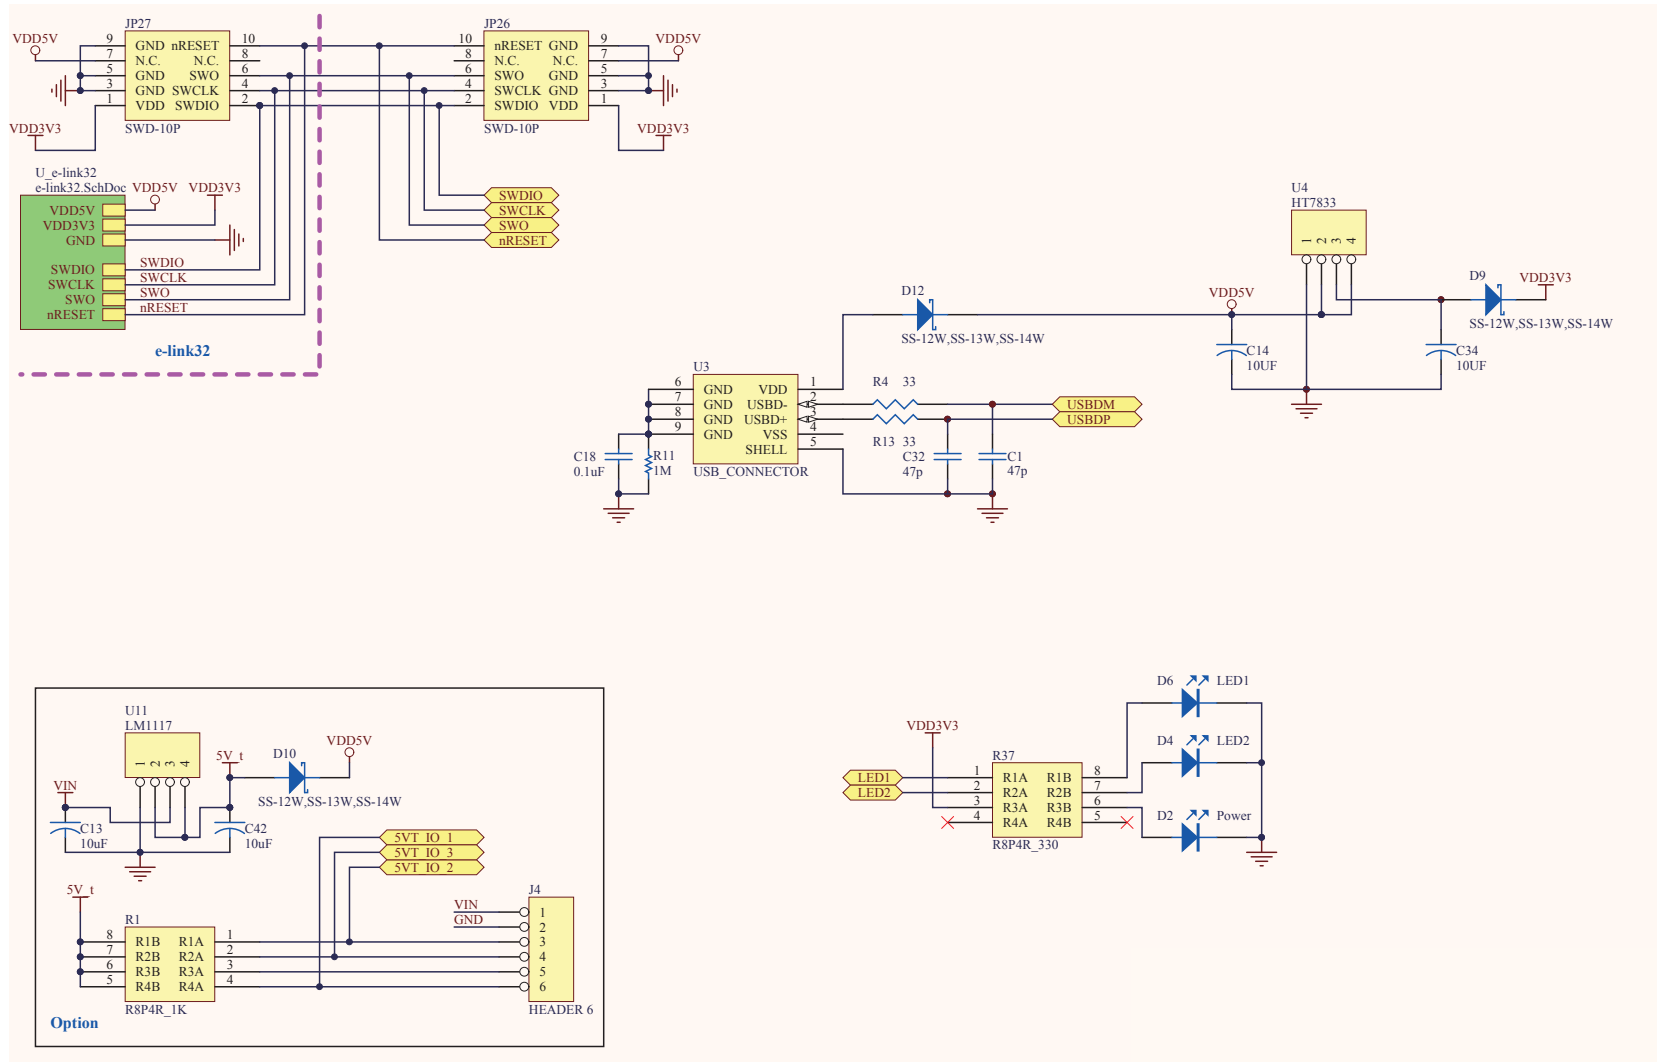 JP27
JP26
VDD5V
9 GND nRESET 10
7 N.C. N.C. 8
5 GND SWO 6
3 GND SWCLK 4
1 VDD SWDIO 2
SWD-10P
VDD3V3
10 nRESET GND 9
8 N.C. N.C. 7
6 SWO GND 5
4 SWCLK GND 3
2 SWDIO VDD 1
SWD-10P
VDD5V
VDD3V3
U_e-link32
e-link32.SchDoc
VDD5V
VDD3V3
VDD5V
VDD3V3
GND
SWDIO SWDIO
SWCLK SWCLK
SWO SWO
nRESET nRESET
e-link32
SWDIO
SWCLK
SWO
nRESET
U4
HT7833
1 2 3 4
D12
SS-12W,SS-13W,SS-14W
VDD5V
C14
10UF
D9
VDD3V3
SS-12W,SS-13W,SS-14W
C34
10UF
U3
6 GND VDD 1
7 GND USBD- 2
8 GND USBD+ 3
9 GND VSS 4
SHELL 5
USB_CONNECTOR
R4 33
R13 33
USBDM
USBDP
C18
0.1uF
R11
1M
C32
47p
C1
47p
U11
LM1117
1 2 3 4
VIN
5V_t
D10
VDD5V
SS-12W,SS-13W,SS-14W
C13
10uF
C42
10uF
5VT_IO_1
5VT_IO_3
5VT_IO_2
5V_t
R1
8 R1B R1A 1
7 R2B R2A 2
6 R3B R3A 3
5 R4B R4A 4
R8P4R_1K
J4
VIN 1
GND 2
3
4
5
6
HEADER 6
Option
VDD3V3
LED1
LED2
R37
1 R1A R1B 8
2 R2A R2B 7
3 R3A R3B 6
4 R4A R4B 5
R8P4R_330
D6 LED1
D4 LED2
D2 Power